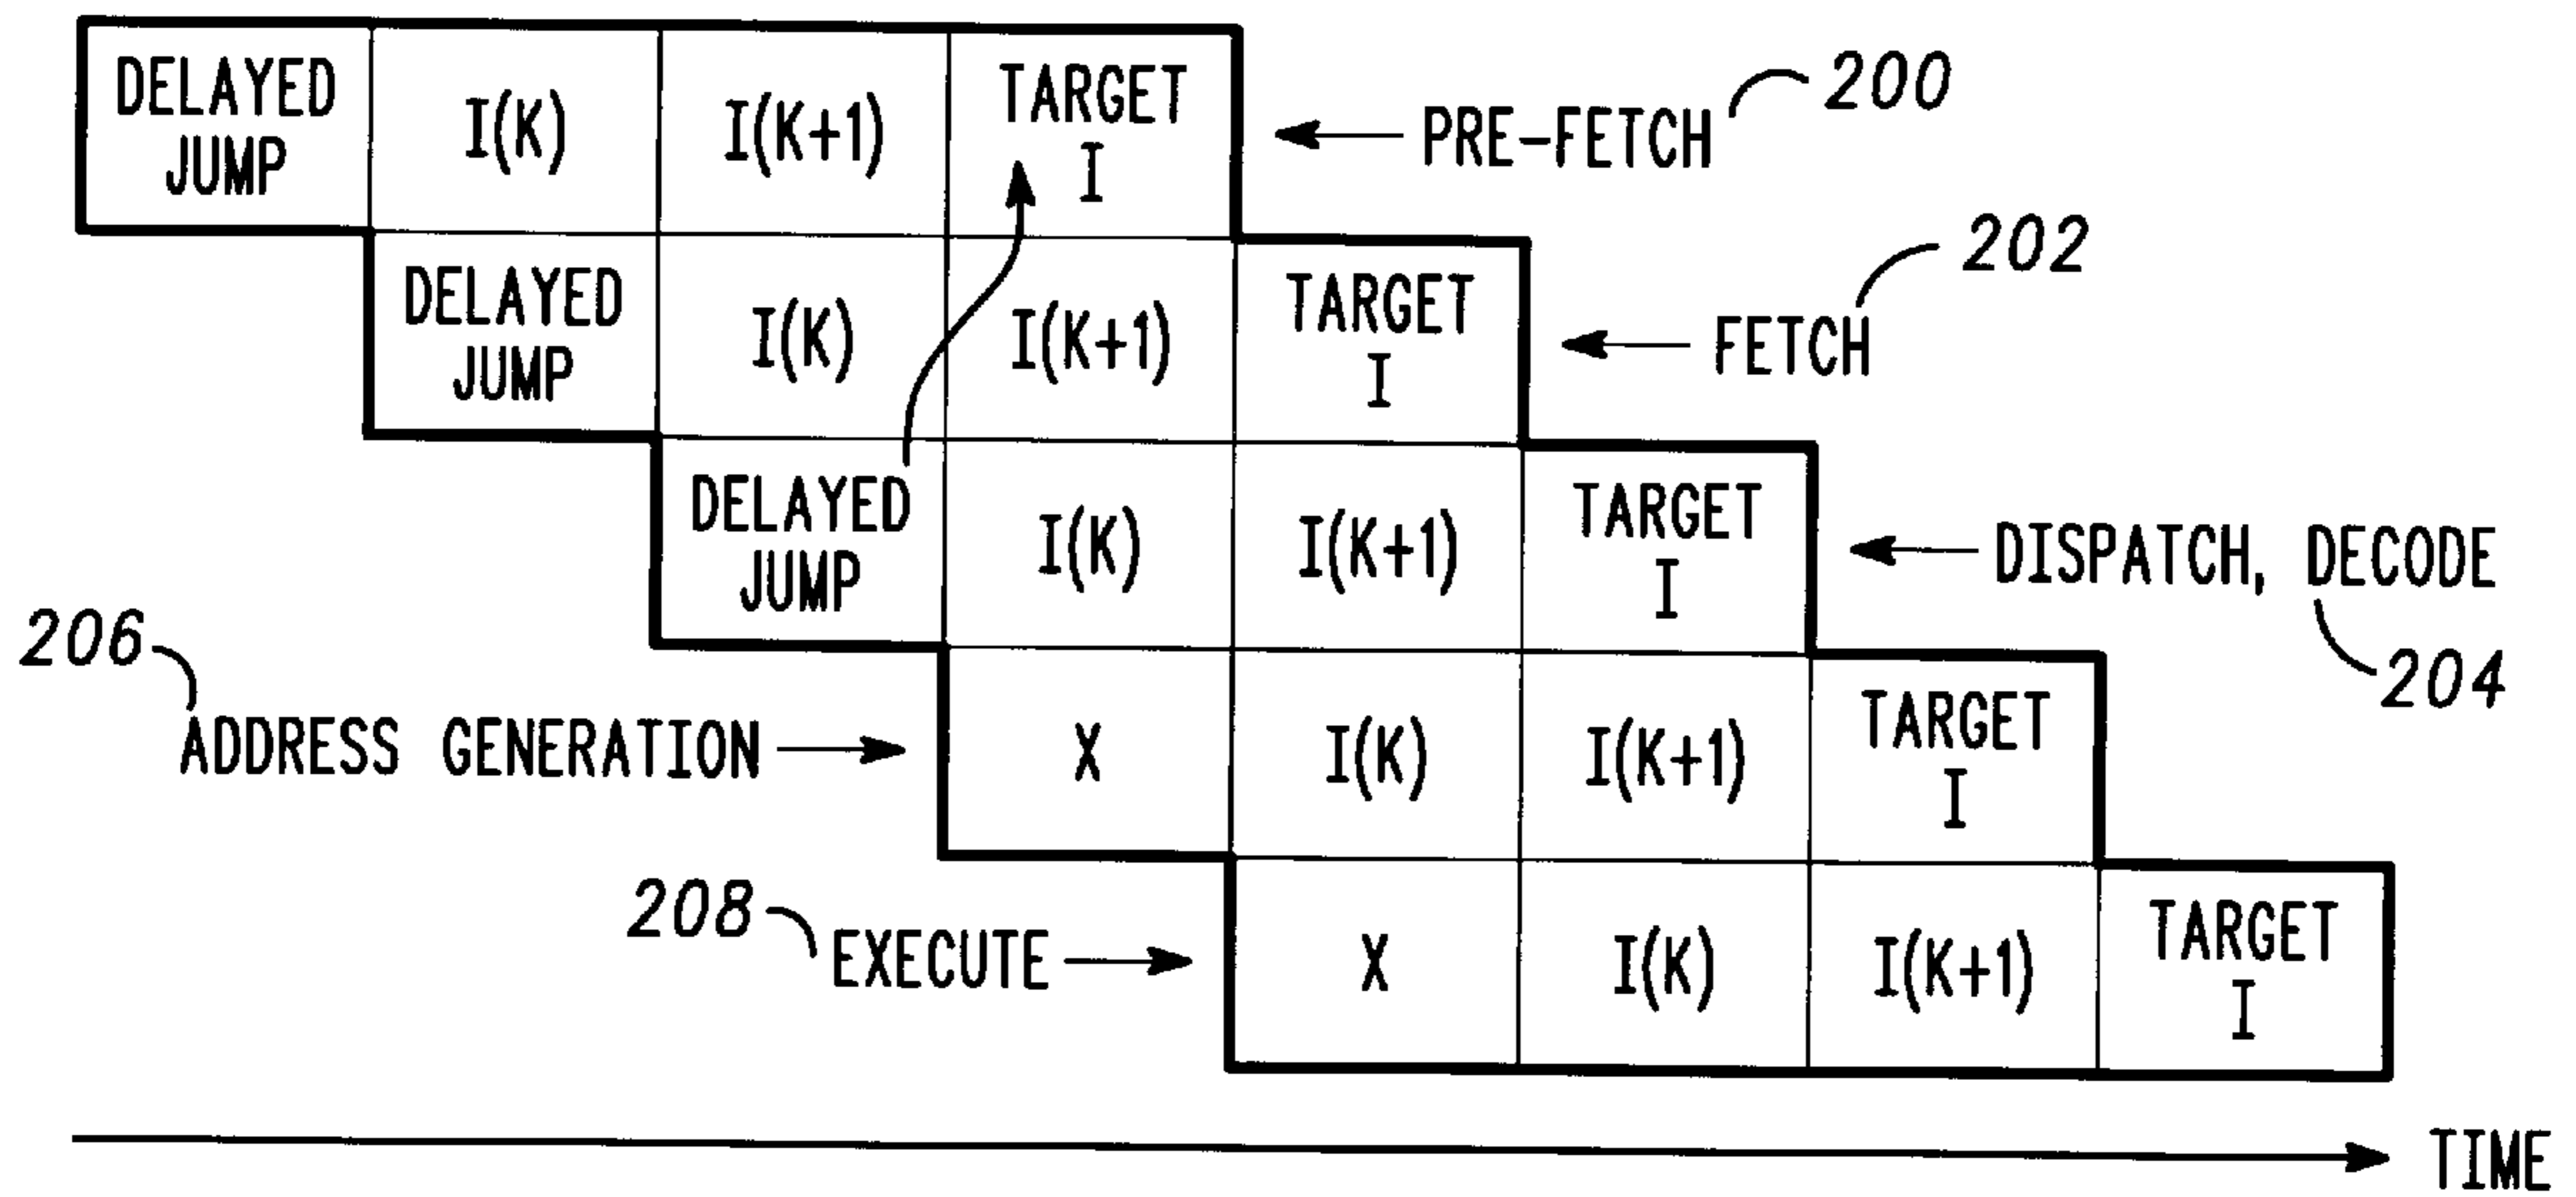 DELAYED JUMP I(K) I(K+1) TARGET I PRE-FETCH 200
DELAYED JUMP I(K) I(K+1) TARGET I FETCH 202
DELAYED JUMP I(K) I(K+1) TARGET I DISPATCH, DECODE 204
206 ADDRESS GENERATION X I(K) I(K+1) TARGET I
208 EXECUTE X I(K) I(K+1) TARGET I
TIME